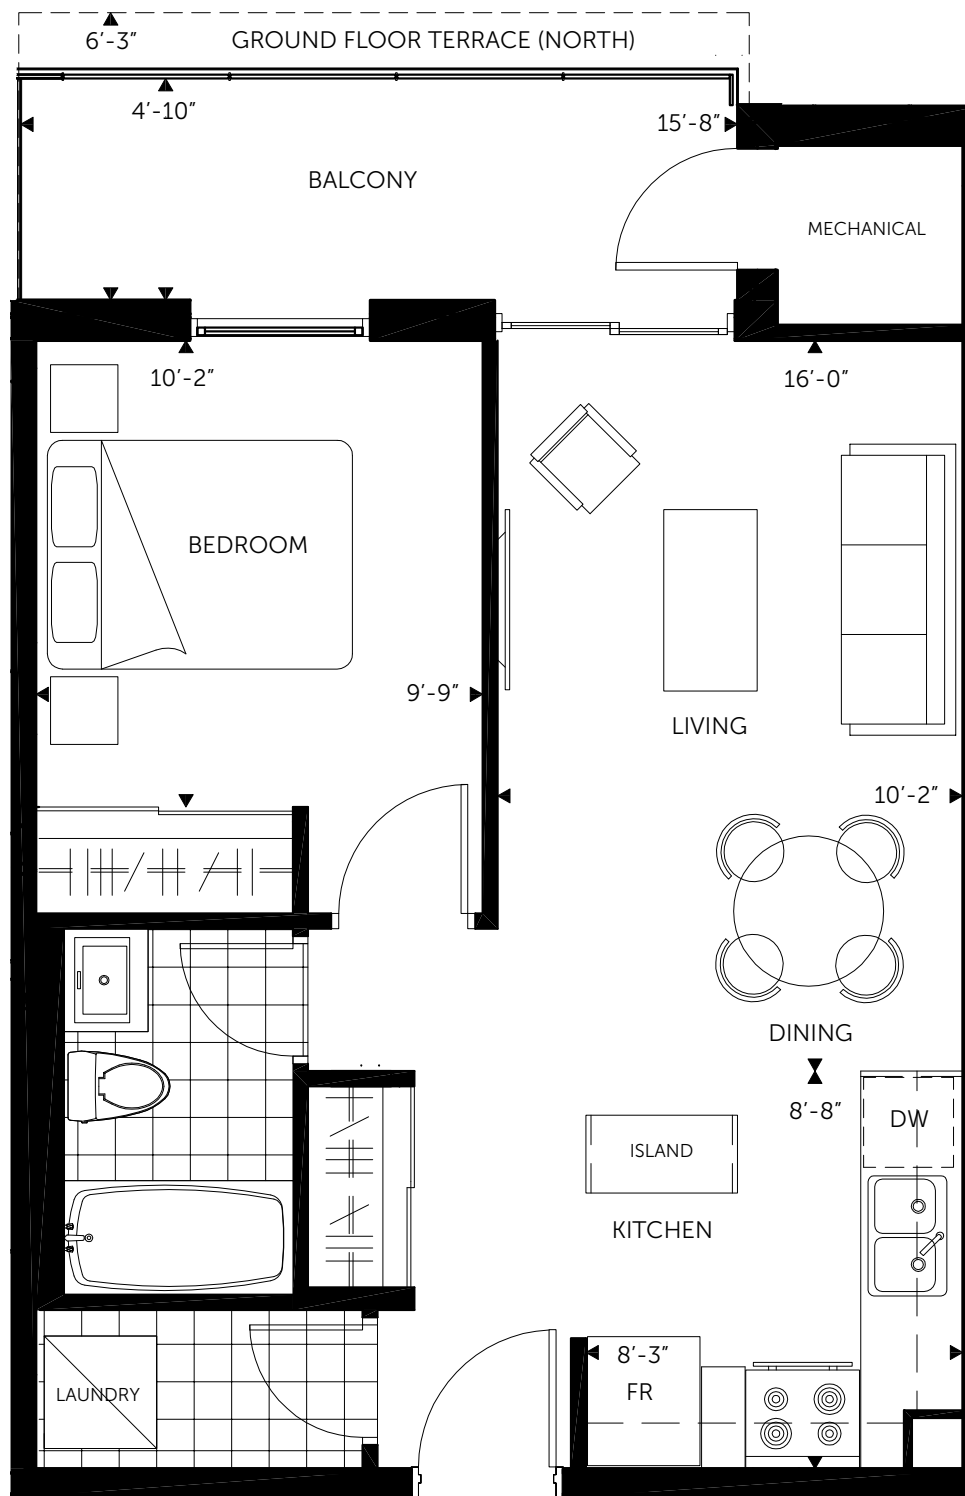 6'-3"
GROUND FLOOR TERRACE (NORTH)
4'-10"
15'-8"
BALCONY
MECHANICAL
10'-2"
16'-0"
BEDROOM
9'-9"
LIVING
10'-2"
DINING
8'-8"
DW
ISLAND
KITCHEN
8'-3"
FR
LAUNDRY